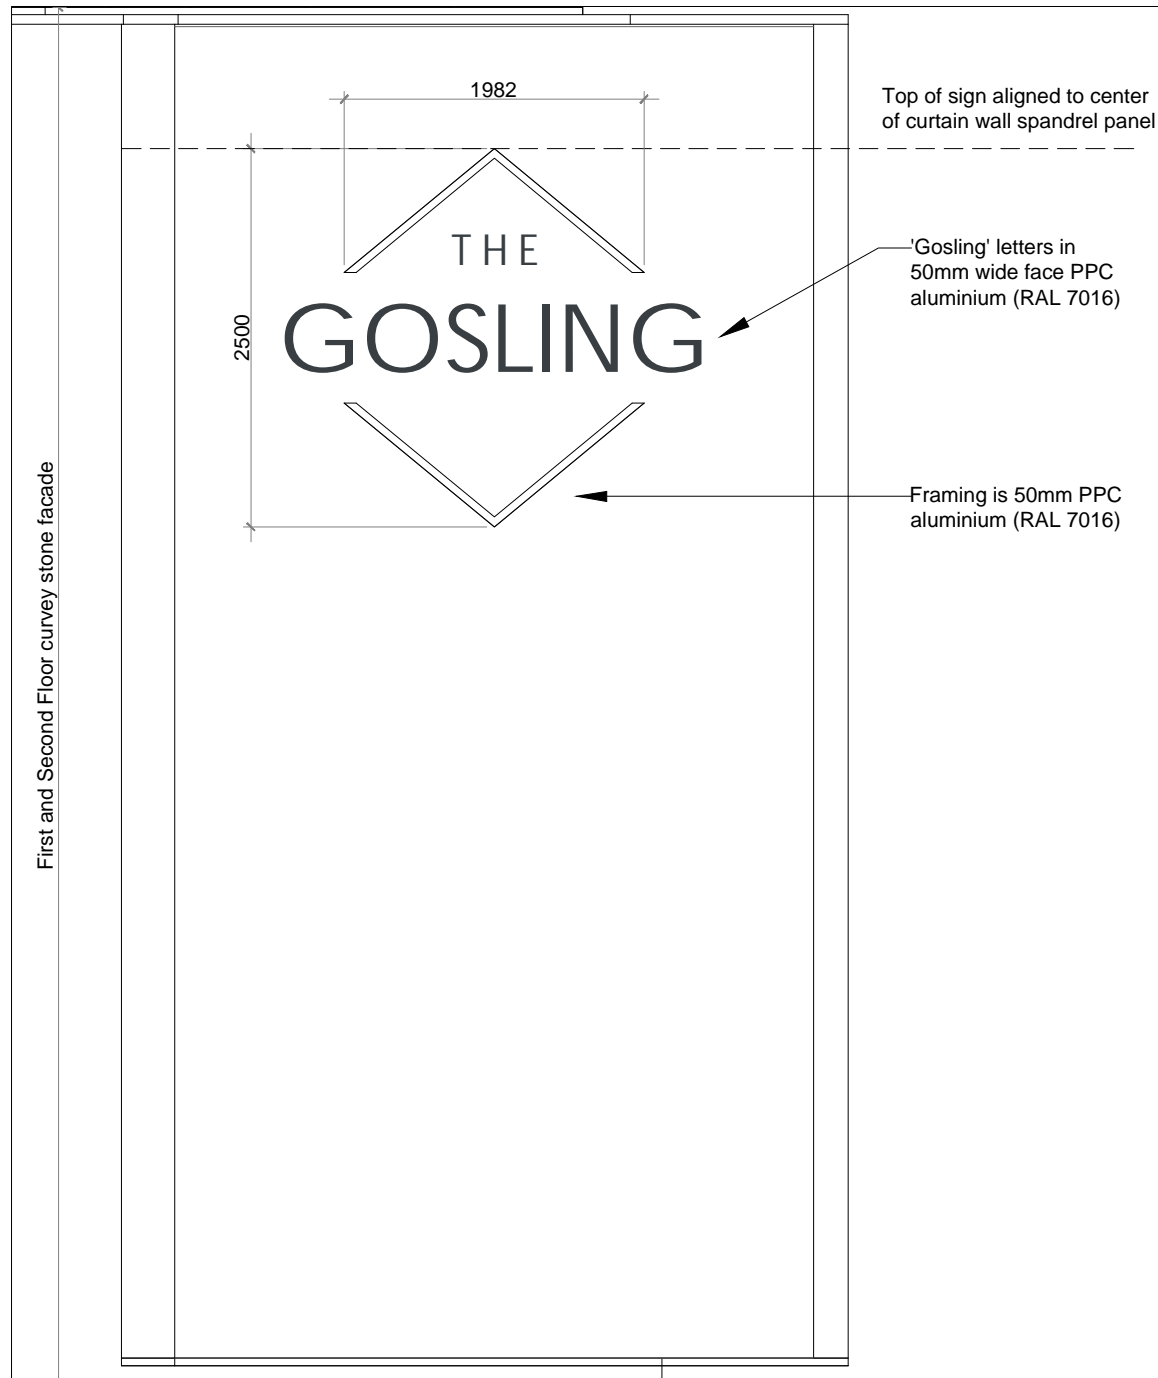 1982
Top of sign aligned to center
of curtain wall spandrel panel
THE
'Gosling' letters in
50mm wide face PPC
aluminium (RAL 7016)
GOSLING
2500
Framing is 50mm PPC
aluminium (RAL 7016)
First and Second Floor curvey stone facade